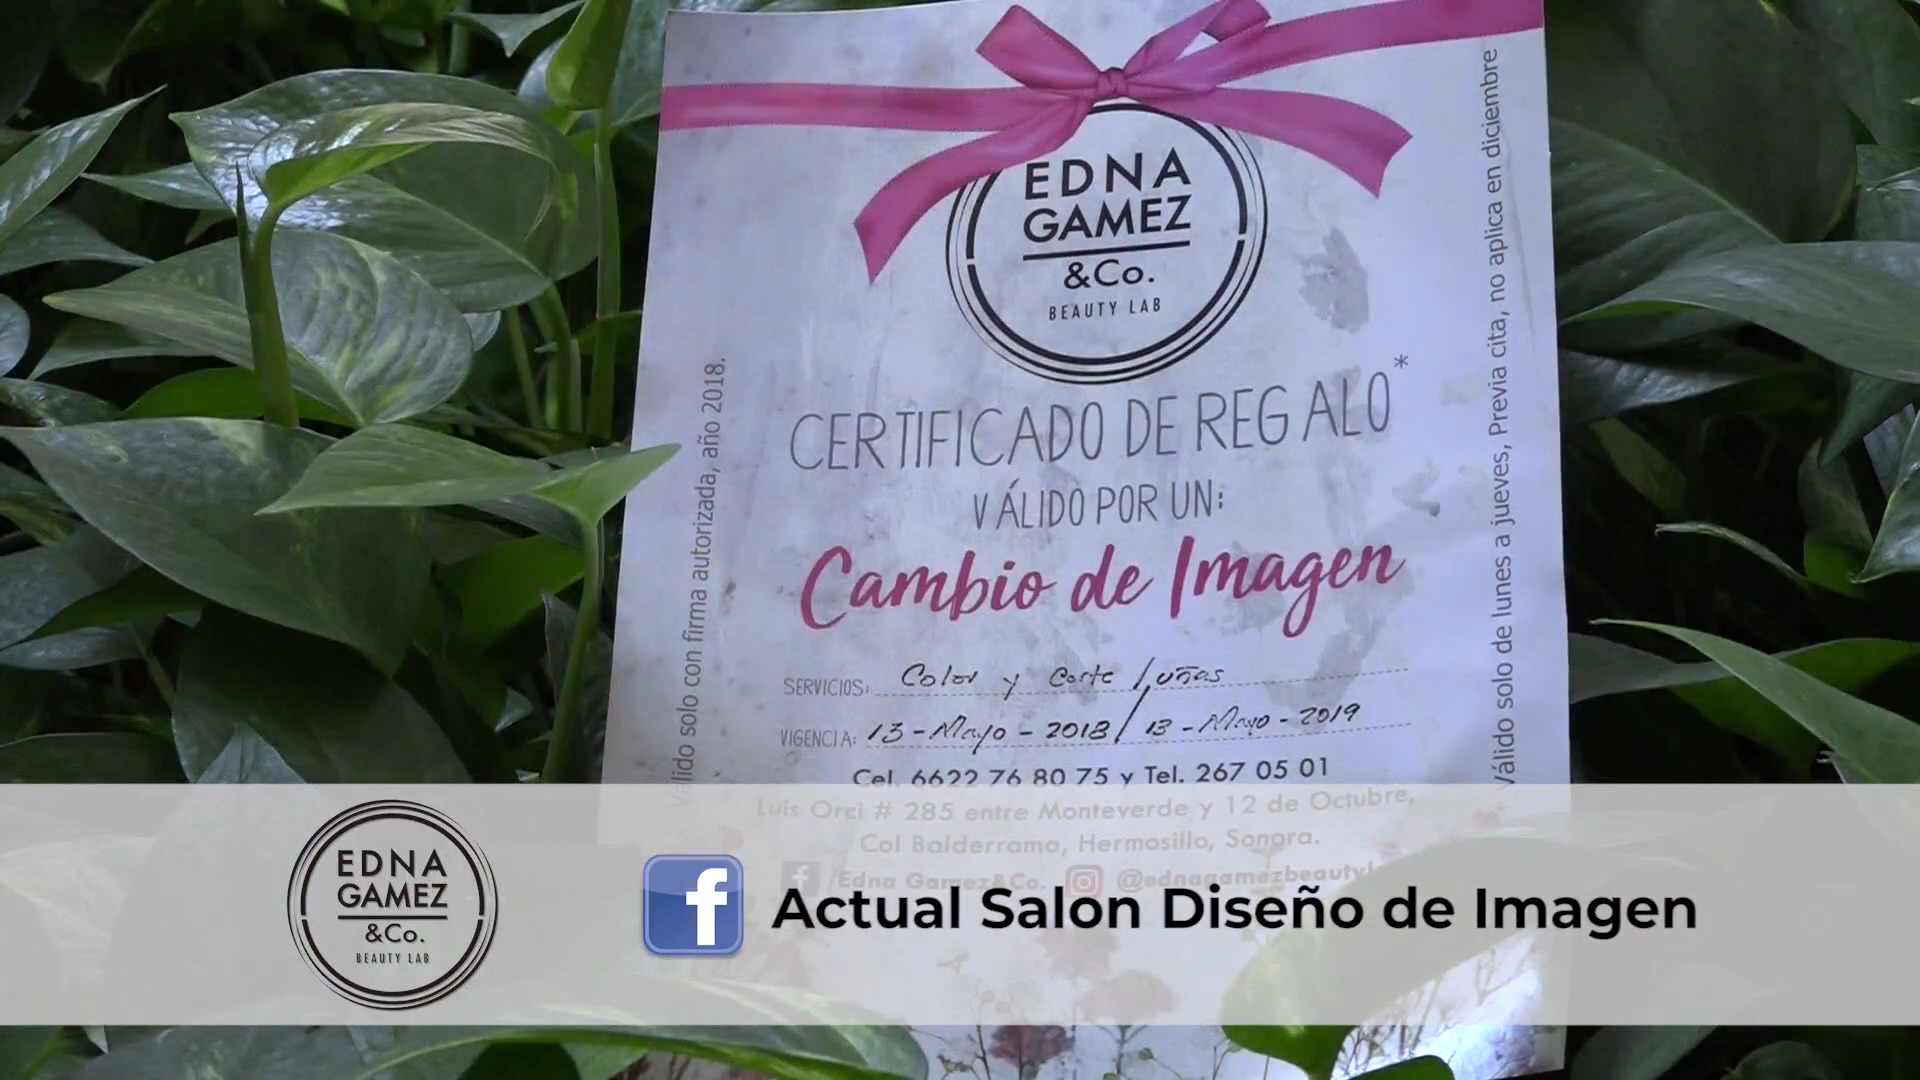 EDNA
GAMEZ
&Co.
BEAUTY LAB
CERTIFICADO DE REGALO*
VÁLIDO POR UN:
Cambio de Imagen
SERVICIOS: Color y Corte / uñas
VIGENCIA: 13-Mayo-2018 / 13-Mayo-2019
Cel. 6622 76 80 75 y Tel. 267 05 01
Luis Orci # 285 entre Monteverde y 12 de Octubre,
Col Balderrama, Hermosillo, Sonora.
/Edna Gamez&Co. @ednagamezbeautyl
solo con firma autorizada, año 2018.
Válido solo de lunes a jueves, Previa cita, no aplica en diciembre
EDNA
GAMEZ
&Co.
BEAUTY LAB
f Actual Salon Diseño de Imagen